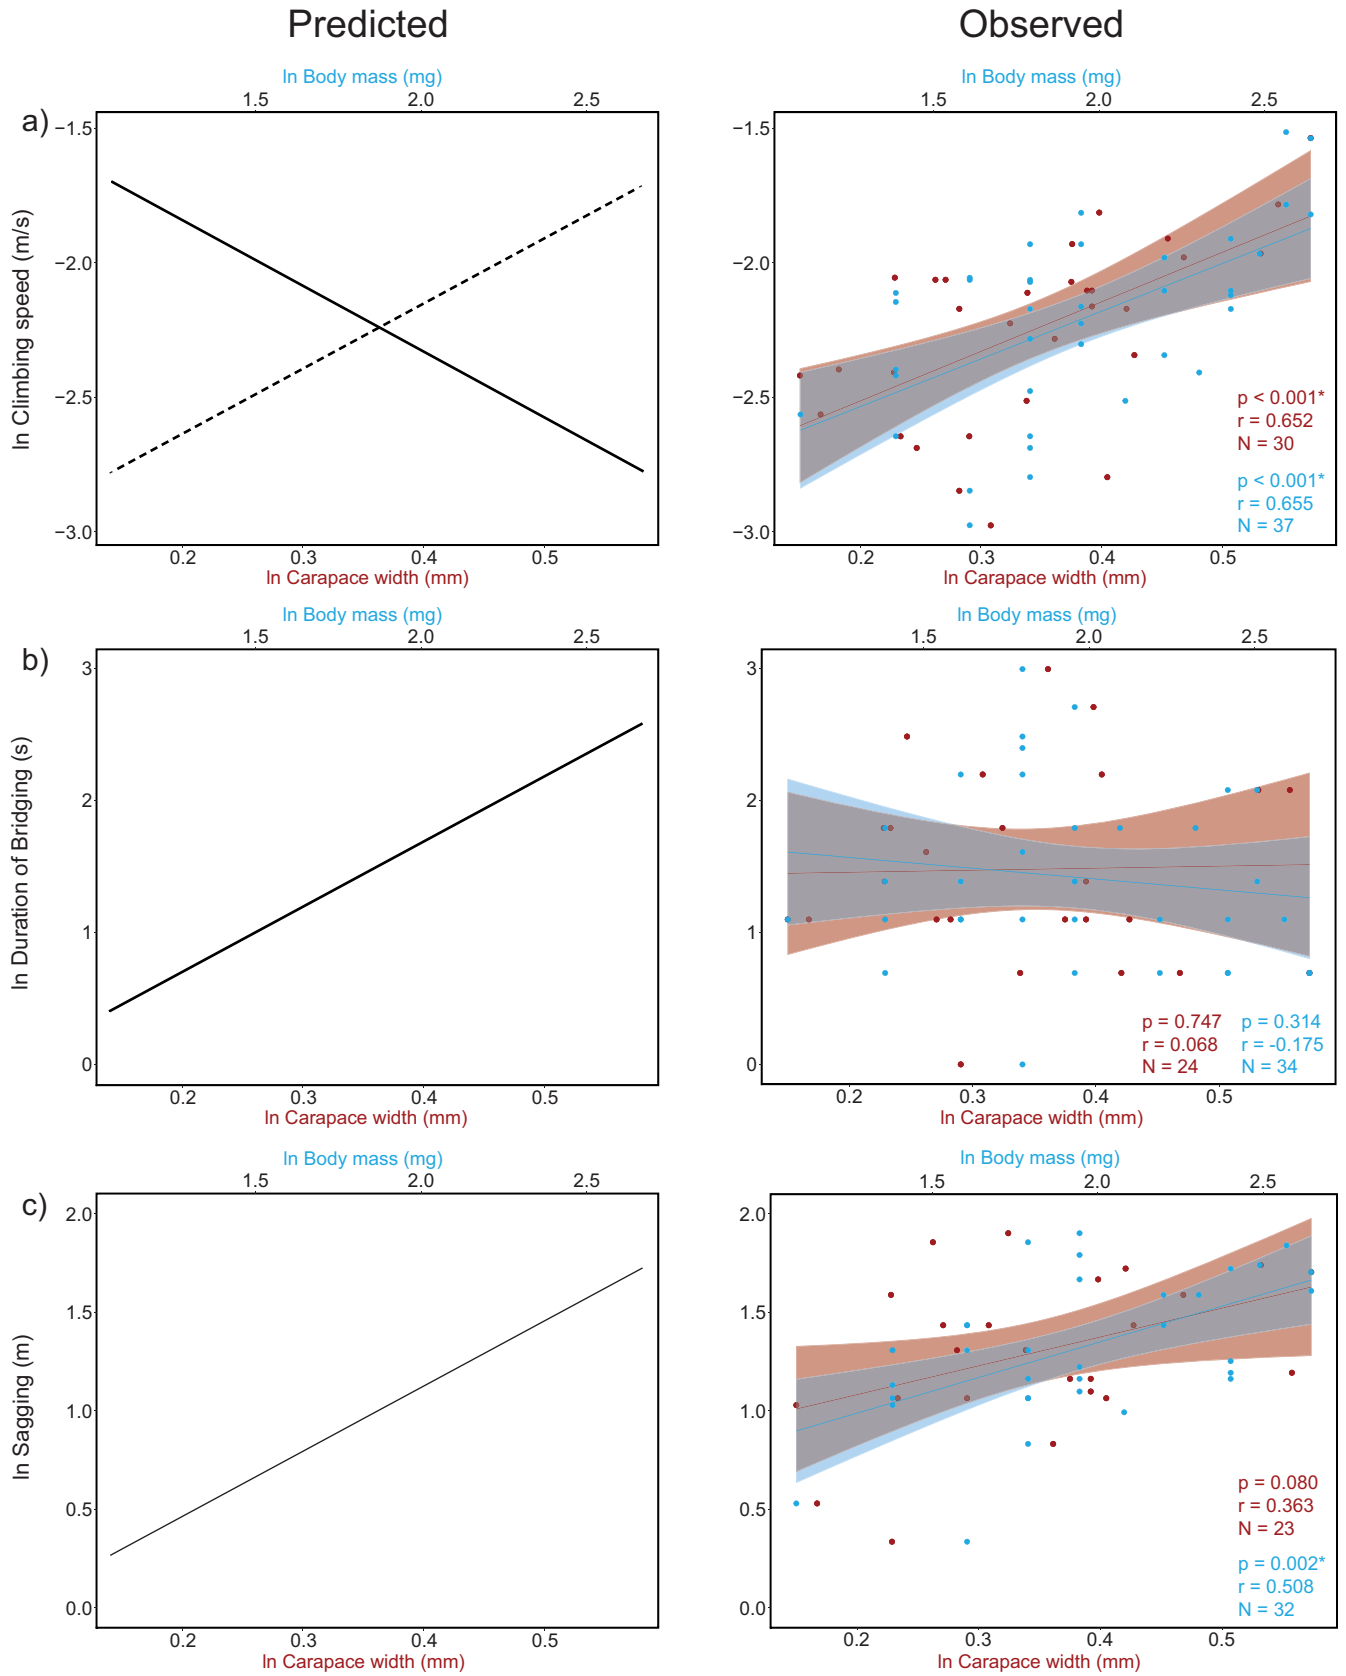 Predicted
Observed
a)
ln Body mass (mg)
1.5 2.0 2.5
ln Climbing speed (m/s)
−1.5
−2.0
−2.5
−3.0
0.2 0.3 0.4 0.5
ln Carapace width (mm)
ln Body mass (mg)
1.5 2.0 2.5
−1.5
−2.0
−2.5
−3.0
p < 0.001*
r = 0.652
N = 30
p < 0.001*
r = 0.655
N = 37
0.2 0.3 0.4 0.5
ln Carapace width (mm)
b)
ln Body mass (mg)
1.5 2.0 2.5
ln Duration of Bridging (s)
3
2
1
0
0.2 0.3 0.4 0.5
ln Carapace width (mm)
ln Body mass (mg)
1.5 2.0 2.5
3
2
1
0
p = 0.747
r = 0.068
N = 24
p = 0.314
r = -0.175
N = 34
0.2 0.3 0.4 0.5
ln Carapace width (mm)
c)
ln Body mass (mg)
1.5 2.0 2.5
ln Sagging (m)
2.0
1.5
1.0
0.5
0.0
0.2 0.3 0.4 0.5
ln Carapace width (mm)
ln Body mass (mg)
1.5 2.0 2.5
2.0
1.5
1.0
0.5
0.0
p = 0.080
r = 0.363
N = 23
p = 0.002*
r = 0.508
N = 32
0.2 0.3 0.4 0.5
ln Carapace width (mm)